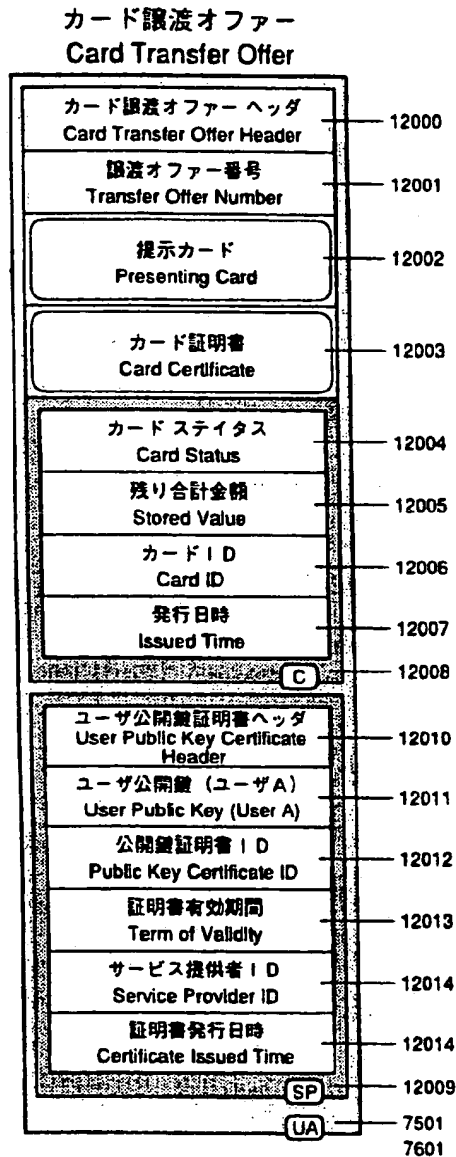 カード譲渡オファー
Card Transfer Offer
カード譲渡オファー ヘッダ
Card Transfer Offer Header
12000
譲渡オファー番号
Transfer Offer Number
12001
提示カード
Presenting Card
12002
カード証明書
Card Certificate
12003
カード ステイタス
Card Status
12004
残り合計金額
Stored Value
12005
カードID
Card ID
12006
発行日時
Issued Time
12007
C
12008
ユーザ公開鍵証明書ヘッダ
User Public Key Certificate
Header
12010
ユーザ公開鍵（ユーザA）
User Public Key (User A)
12011
公開鍵証明書ID
Public Key Certificate ID
12012
証明書有効期間
Term of Validity
12013
サービス提供者ID
Service Provider ID
12014
証明書発行日時
Certificate Issued Time
12014
SP
12009
UA
7501
7601